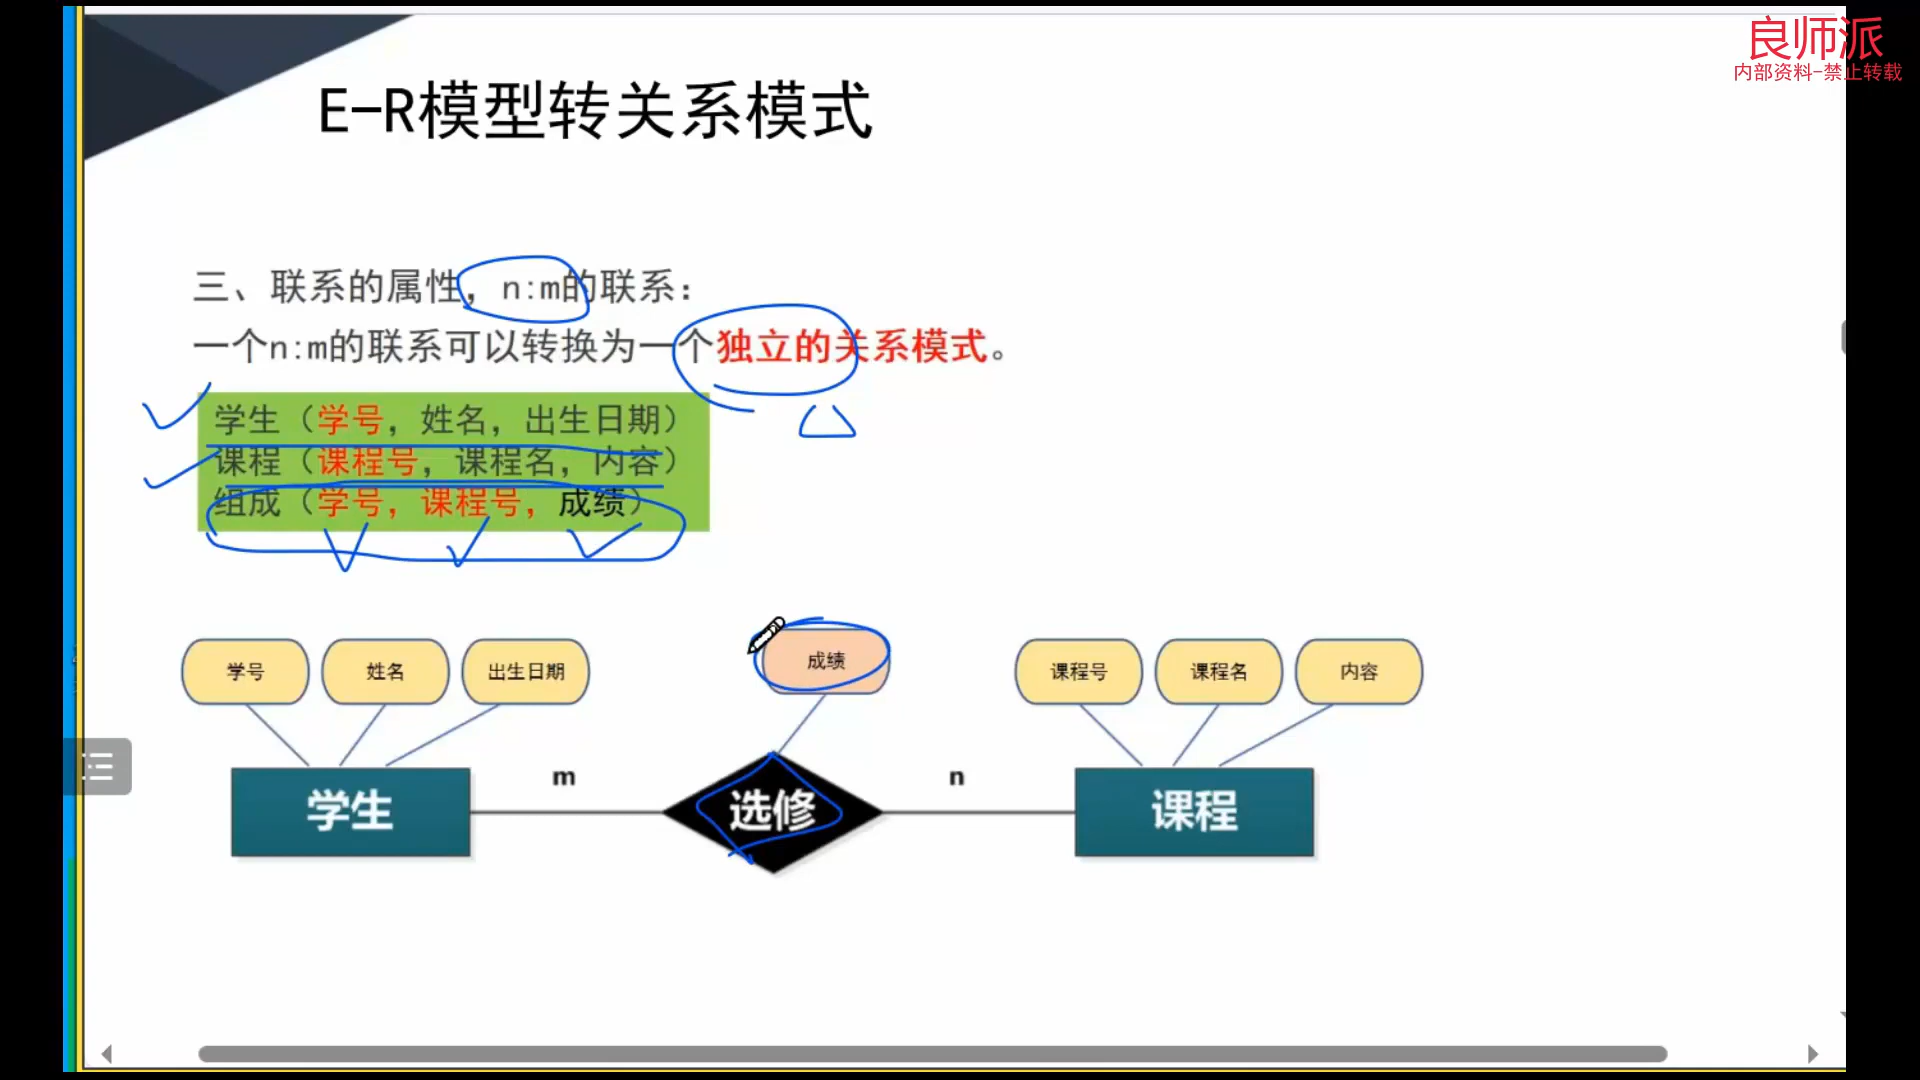 良师派
内部资料-禁止转载
E-R模型转关系模式
三、联系的属性，n:m的联系：
一个n:m的联系可以转换为一个独立的关系模式。
学生（学号，姓名，出生日期）
课程（课程号，课程名，内容）
组成（学号，课程号，成绩）
学号 姓名 出生日期 成绩 课程号 课程名 内容
m n
学生 选修 课程